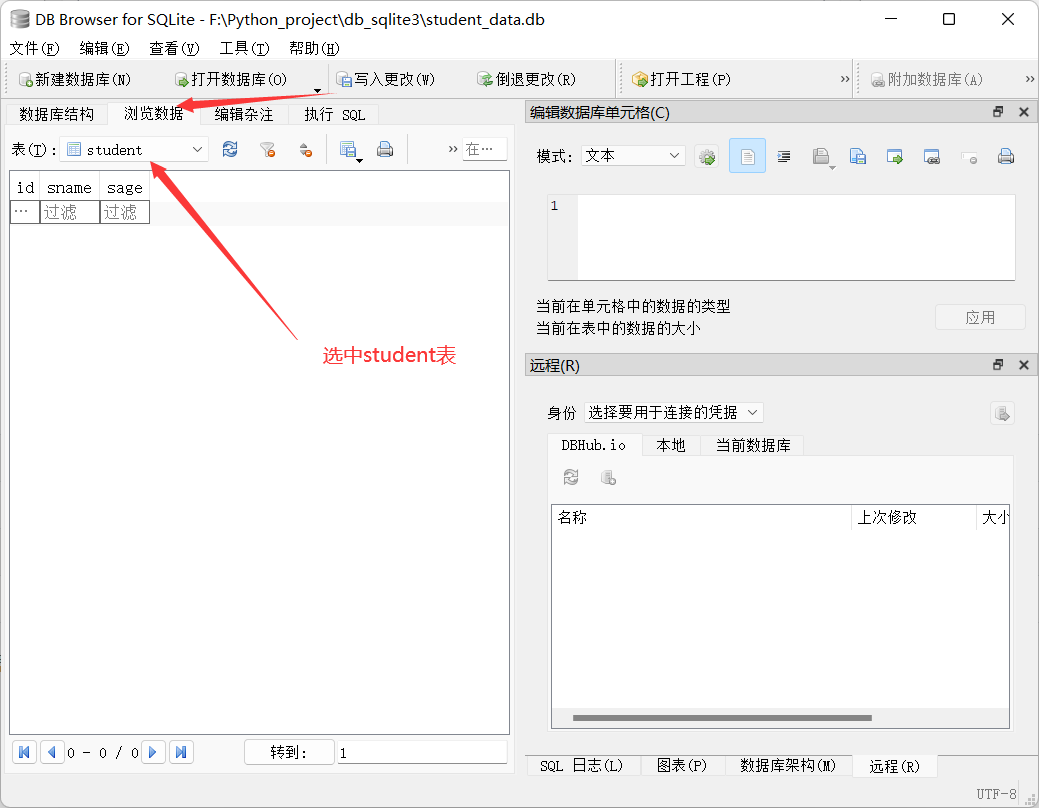 DB Browser for SQLite - F:\Python_project\db_sqlite3\student_data.db
文件(F) 编辑(E) 查看(V) 工具(T) 帮助(H)
新建数据库(N) 打开数据库(O) 写入更改(W) 倒退更改(R) 打开工程(P) » 附加数据库(A) »
数据库结构 浏览数据 编辑杂注 执行 SQL
表(T): student » 在…
id sname sage
… 过滤 过滤
选中student表
0 - 0 / 0 转到: 1
编辑数据库单元格(C)
模式: 文本
1
当前在单元格中的数据的类型
当前在表中的数据的大小
应用
远程(R)
身份 选择要用于连接的凭据
DBHub.io 本地 当前数据库
名称 上次修改 大小
SQL 日志(L) 图表(P) 数据库架构(M) 远程(R)
UTF-8